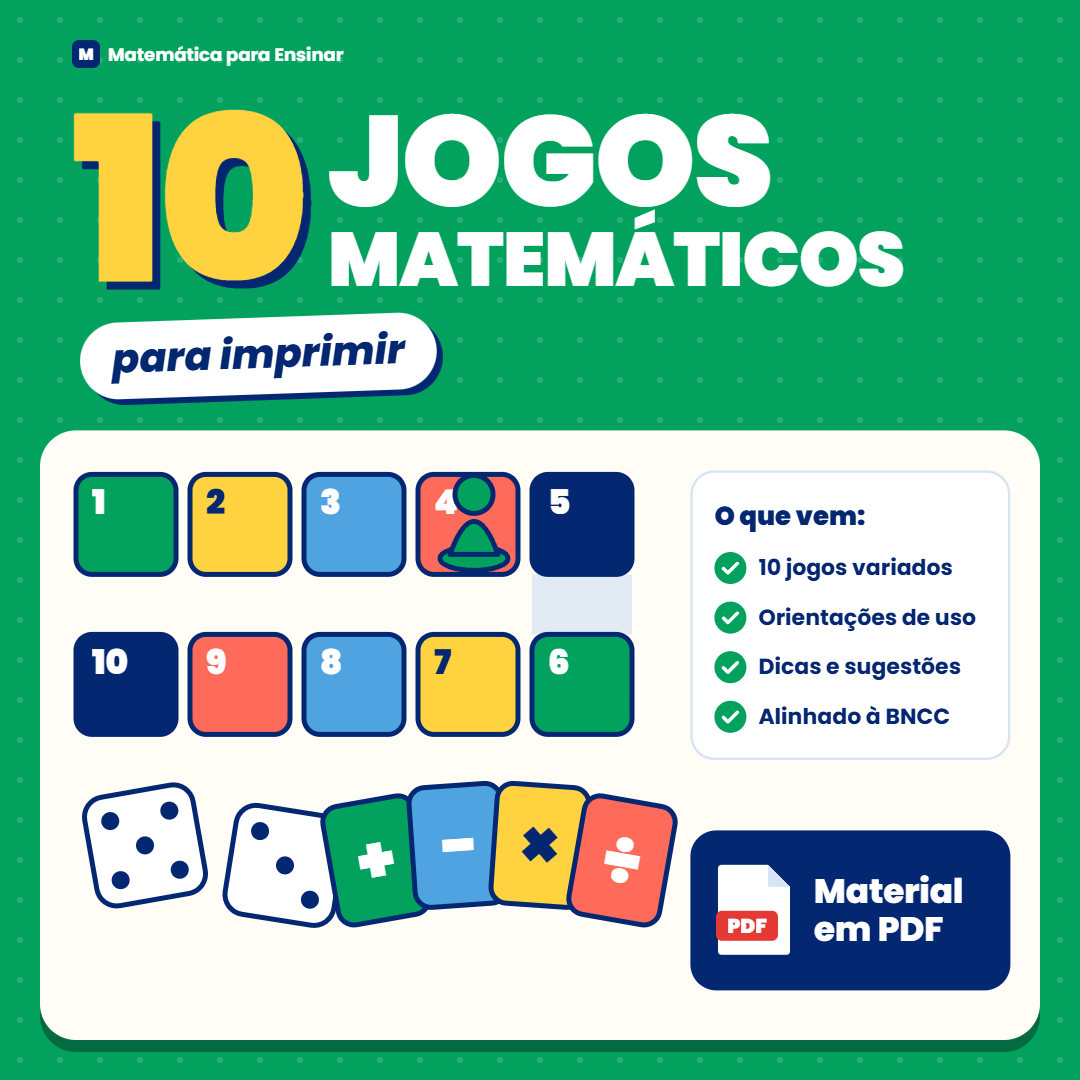 M Matemática para Ensinar
10 JOGOS
MATEMÁTICOS
para imprimir
1 2 3 4 5
10 9 8 7 6
+ − × ÷
O que vem:
10 jogos variados
Orientações de uso
Dicas e sugestões
Alinhado à BNCC
PDF
Material
em PDF